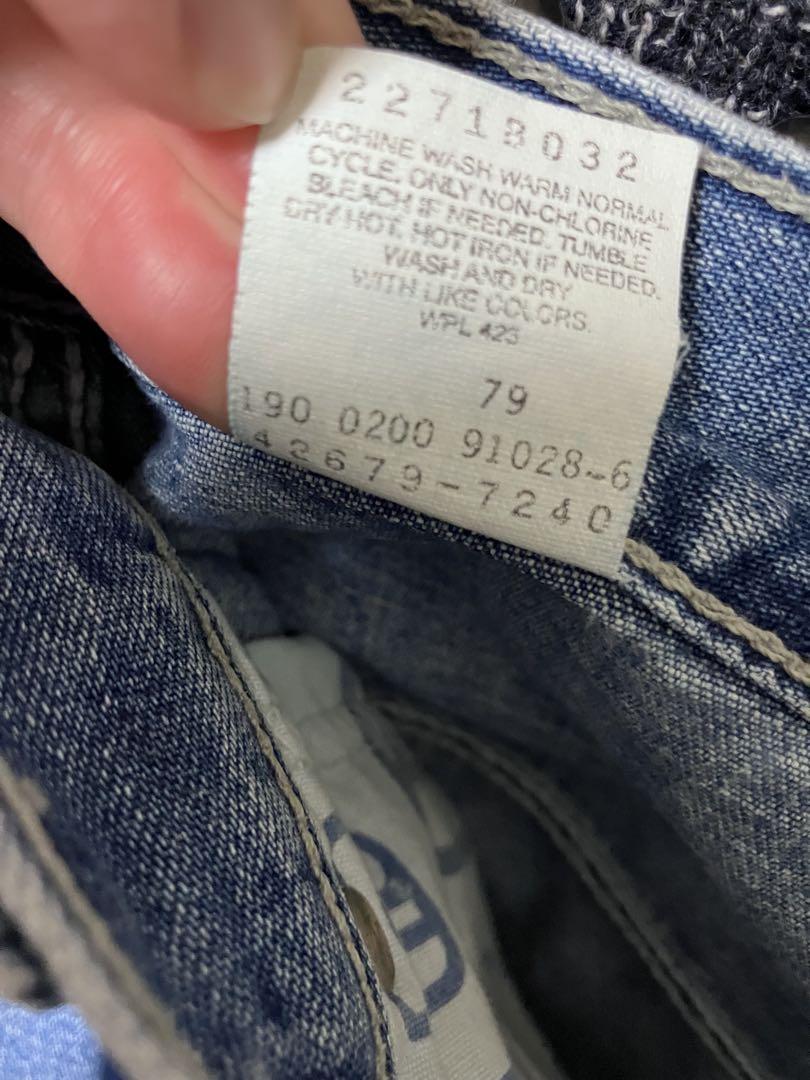 22718032
MACHINE WASH WARM NORMAL
CYCLE. ONLY NON-CHLORINE
BLEACH IF NEEDED. TUMBLE
DRY HOT. HOT IRON IF NEEDED.
WASH AND DRY
WITH LIKE COLORS.
WPL 423
79
190 0200 91028-6
42679-7240